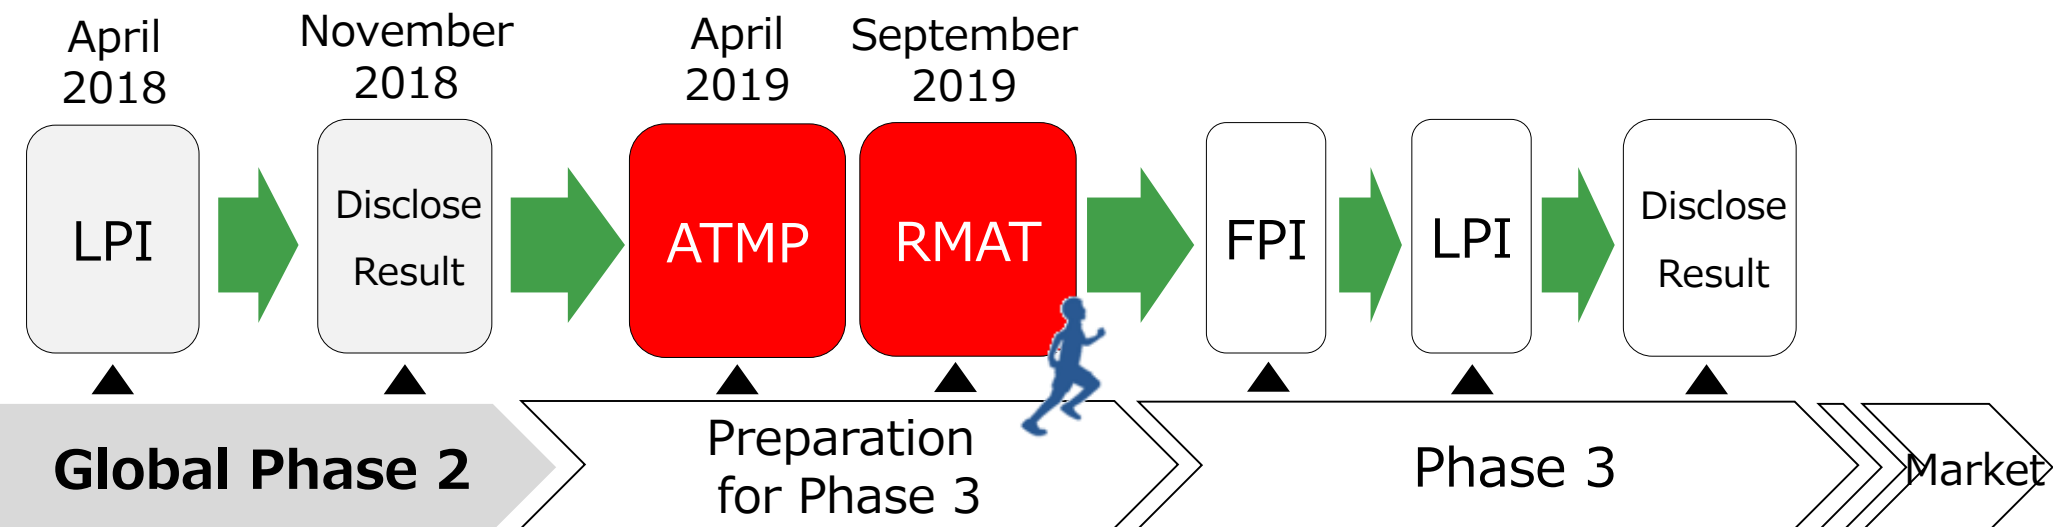 April
2018
November
2018
April
2019
September
2019
LPI
Disclose
Result
ATMP
RMAT
FPI
LPI
Disclose
Result
Global Phase 2
Preparation
for Phase 3
Phase 3
Market